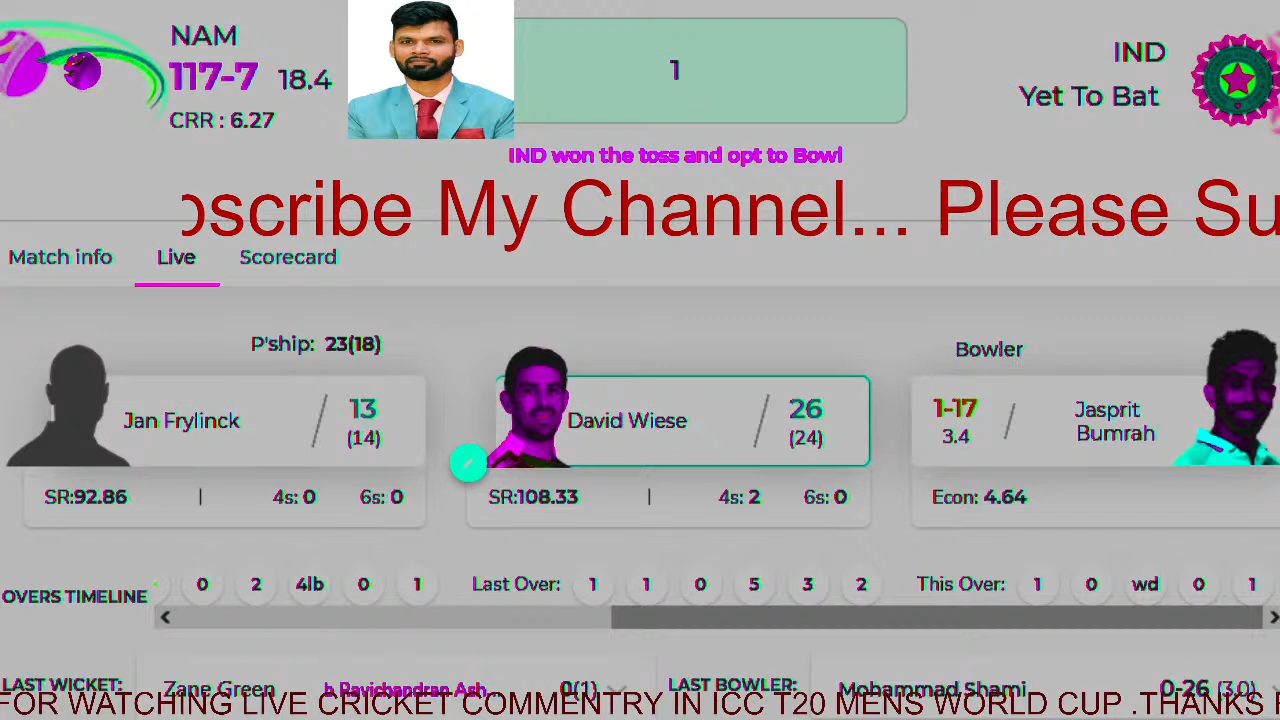 NAM
117-7 18.4
CRR : 6.27
1
IND
Yet To Bat
IND won the toss and opt to Bowl
bscribe My Channel... Please Su
Match info Live Scorecard
P'ship: 23(18)
Jan Frylinck 13 (14)
SR:92.86 | 4s: 0 6s: 0
David Wiese 26 (24)
SR:108.33 | 4s: 2 6s: 0
Bowler
1-17 3.4 Jasprit Bumrah
Econ: 4.64
OVERS TIMELINE 0 2 4lb 0 1 Last Over: 1 1 0 5 3 2 This Over: 1 0 wd 0 1
LAST WICKET: Zane Green b Ravichandran Ash... 0(1) LAST BOWLER: Mohammad Shami 0-26 (3.0)
FOR WATCHING LIVE CRICKET COMMENTRY IN ICC T20 MENS WORLD CUP .THANKS